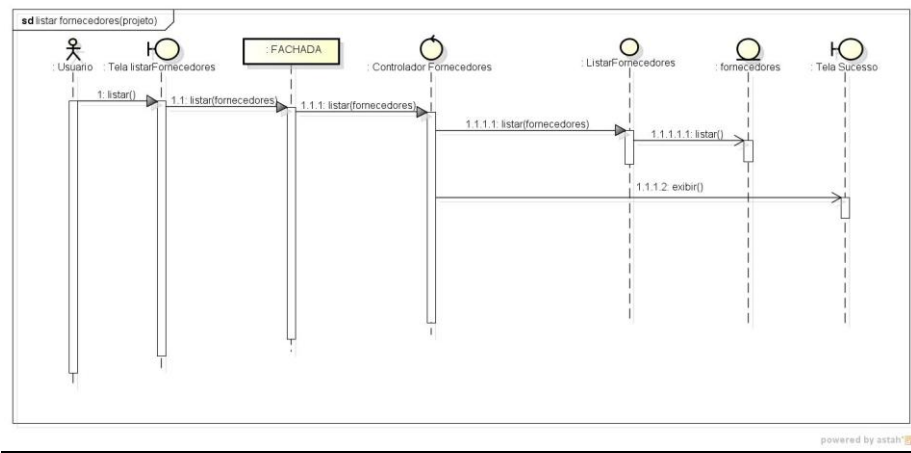 sd listar fornecedores(projeto)
: Usuario
: Tela listarFornecedores
: FACHADA
: Controlador Fornecedores
: ListarFornecedores
: fornecedores
: Tela Sucesso
1: listar()
1.1: listar(fornecedores)
1.1.1: listar(fornecedores)
1.1.1.1: listar(fornecedores)
1.1.1.1.1: listar()
1.1.1.2: exibir()
powered by astah*